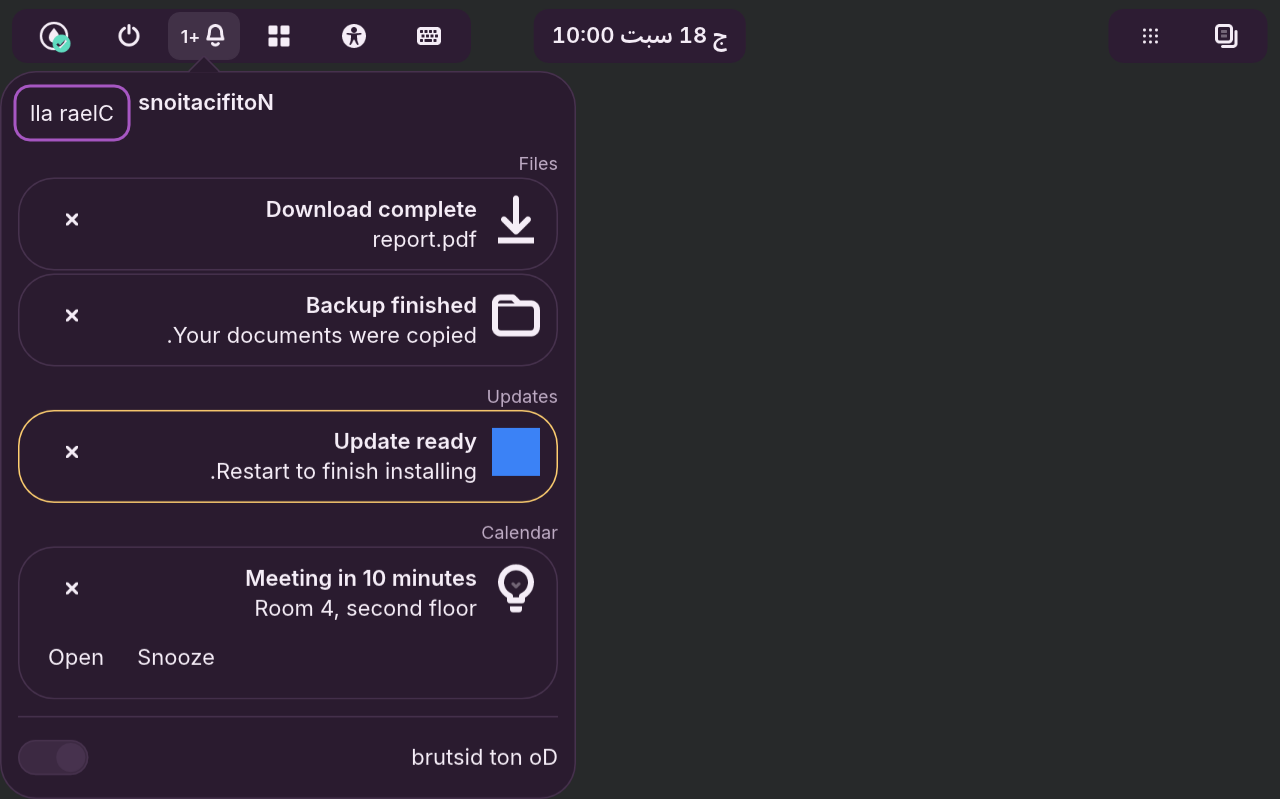 1+
ج 18 سبت 10:00
snoitacifitoN
lla raelC
Files
Download complete
report.pdf
Backup finished
.Your documents were copied
Updates
Update ready
.Restart to finish installing
Calendar
Meeting in 10 minutes
Room 4, second floor
Open Snooze
brutsid ton oD